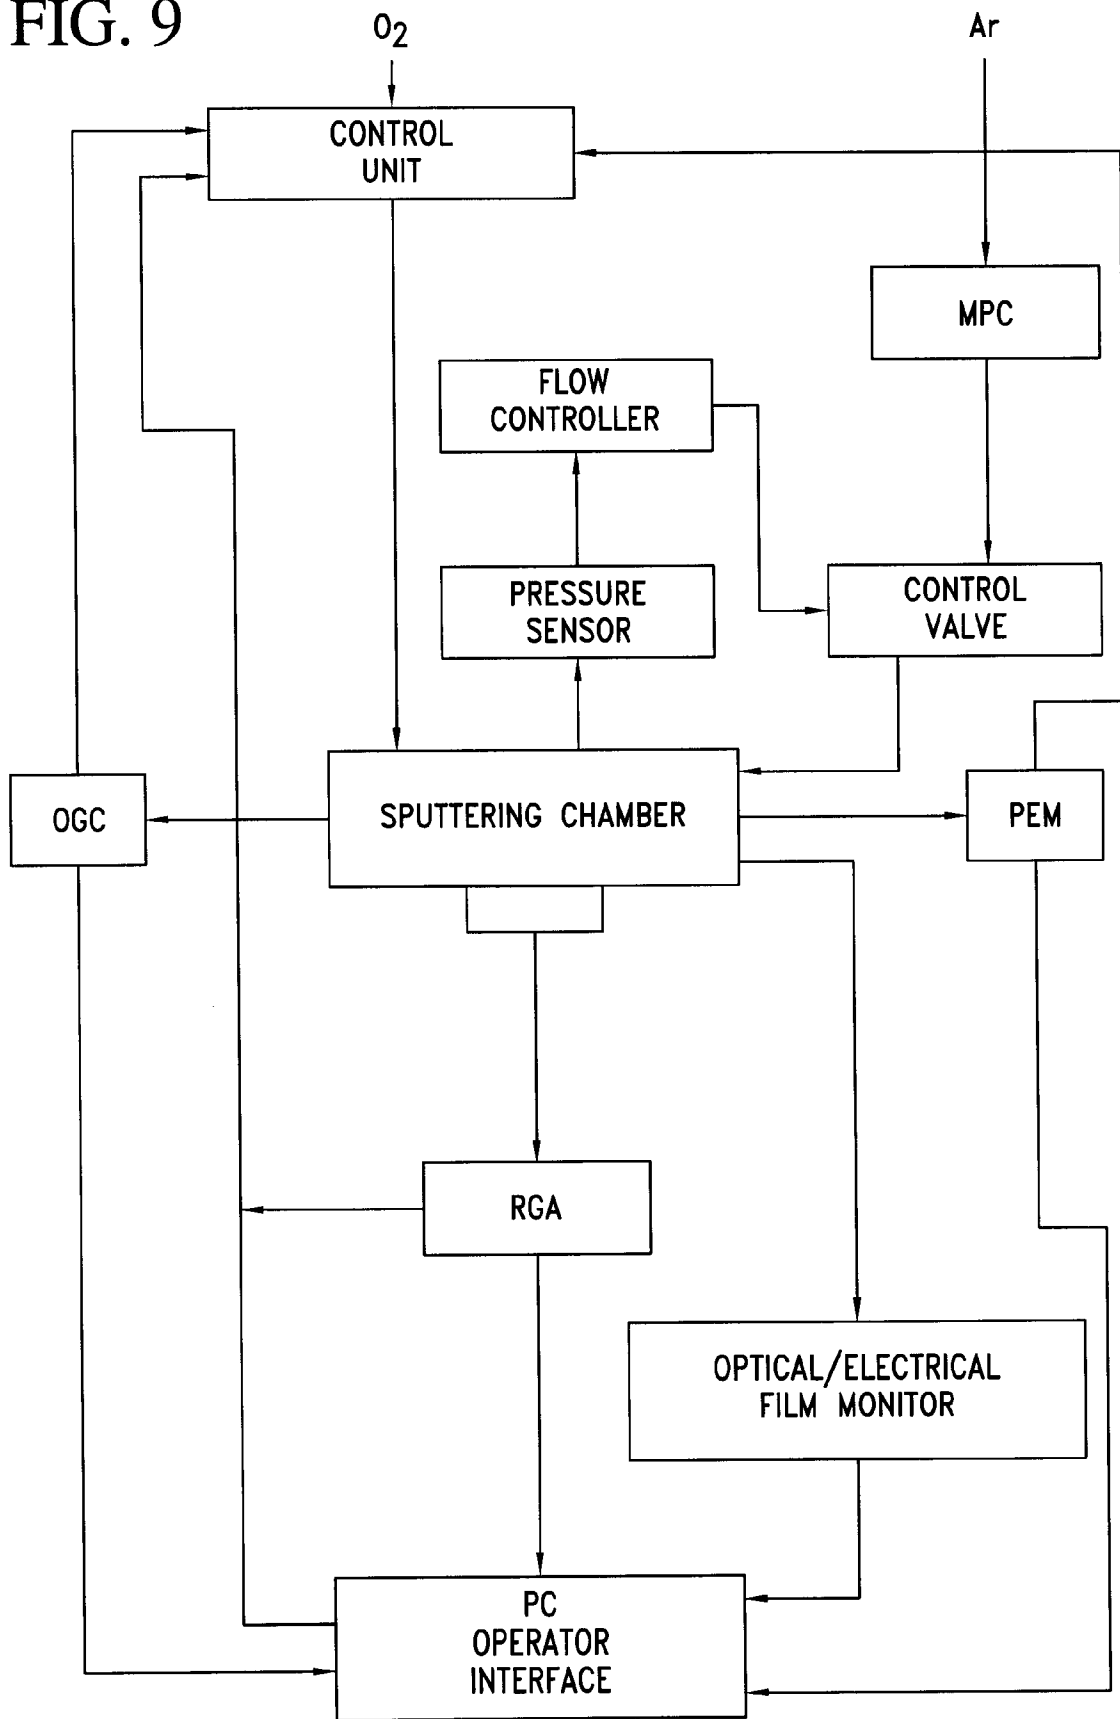 FIG. 9
O2
Ar
CONTROL
UNIT
MPC
FLOW
CONTROLLER
PRESSURE
SENSOR
CONTROL
VALVE
OGC
SPUTTERING CHAMBER
PEM
RGA
OPTICAL/ELECTRICAL
FILM MONITOR
PC
OPERATOR
INTERFACE